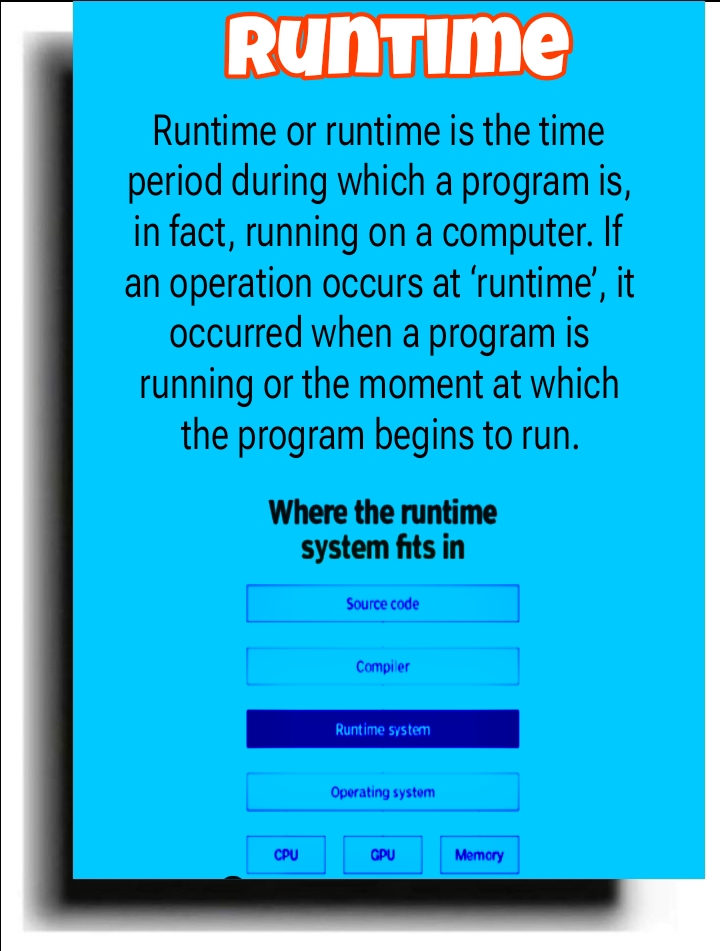 RUNTIME
Runtime or runtime is the time
period during which a program is,
in fact, running on a computer. If
an operation occurs at ‘runtime’, it
occurred when a program is
running or the moment at which
the program begins to run.
Where the runtime
system fits in
Source code
Compiler
Runtime system
Operating system
CPU GPU Memory